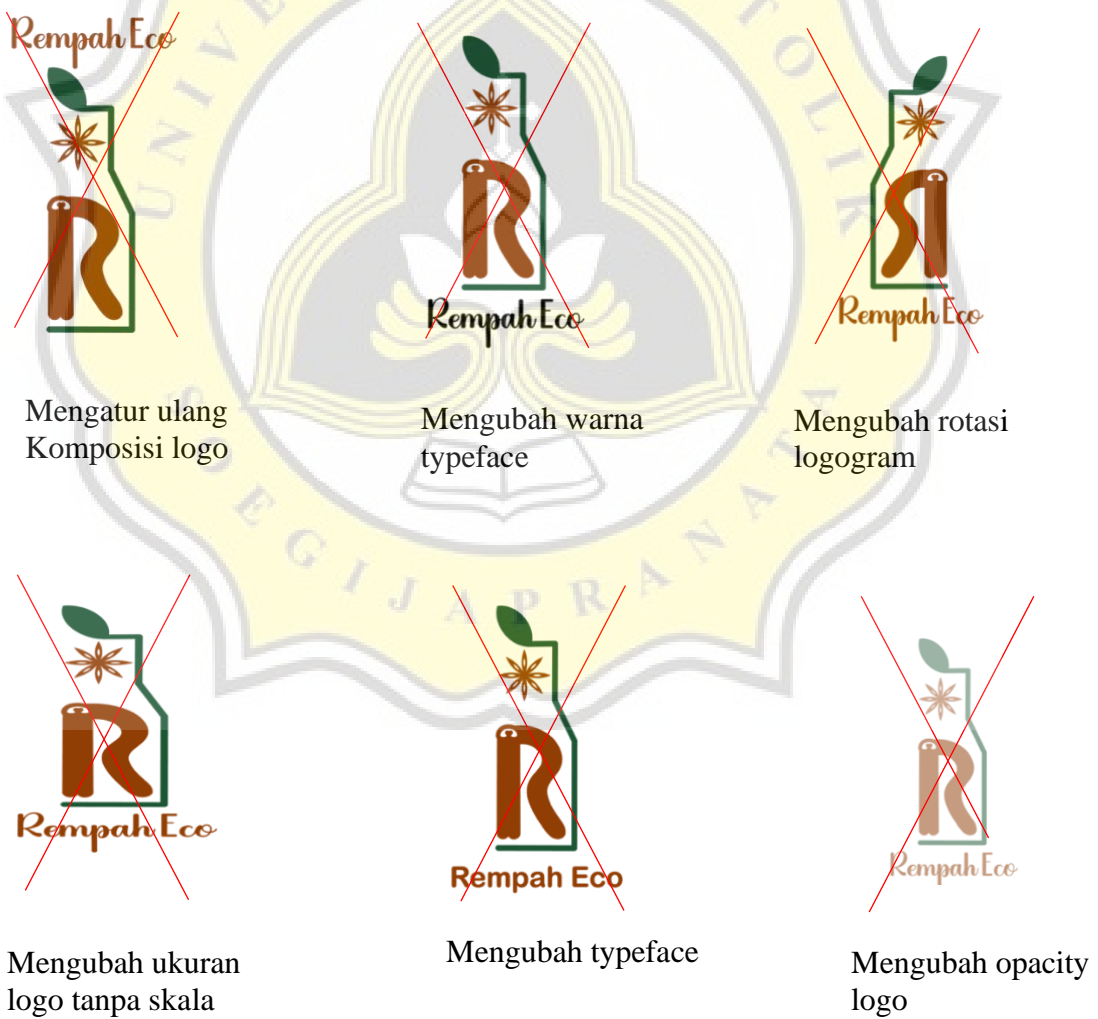 Rempah Eco
Rempah Eco
Rempah Eco
Mengatur ulang
Komposisi logo
Mengubah warna
typeface
Mengubah rotasi
logogram
Rempah Eco
Rempah Eco
Rempah Eco
Mengubah ukuran
logo tanpa skala
Mengubah typeface
Mengubah opacity
logo
SOEGIJAPRANATA